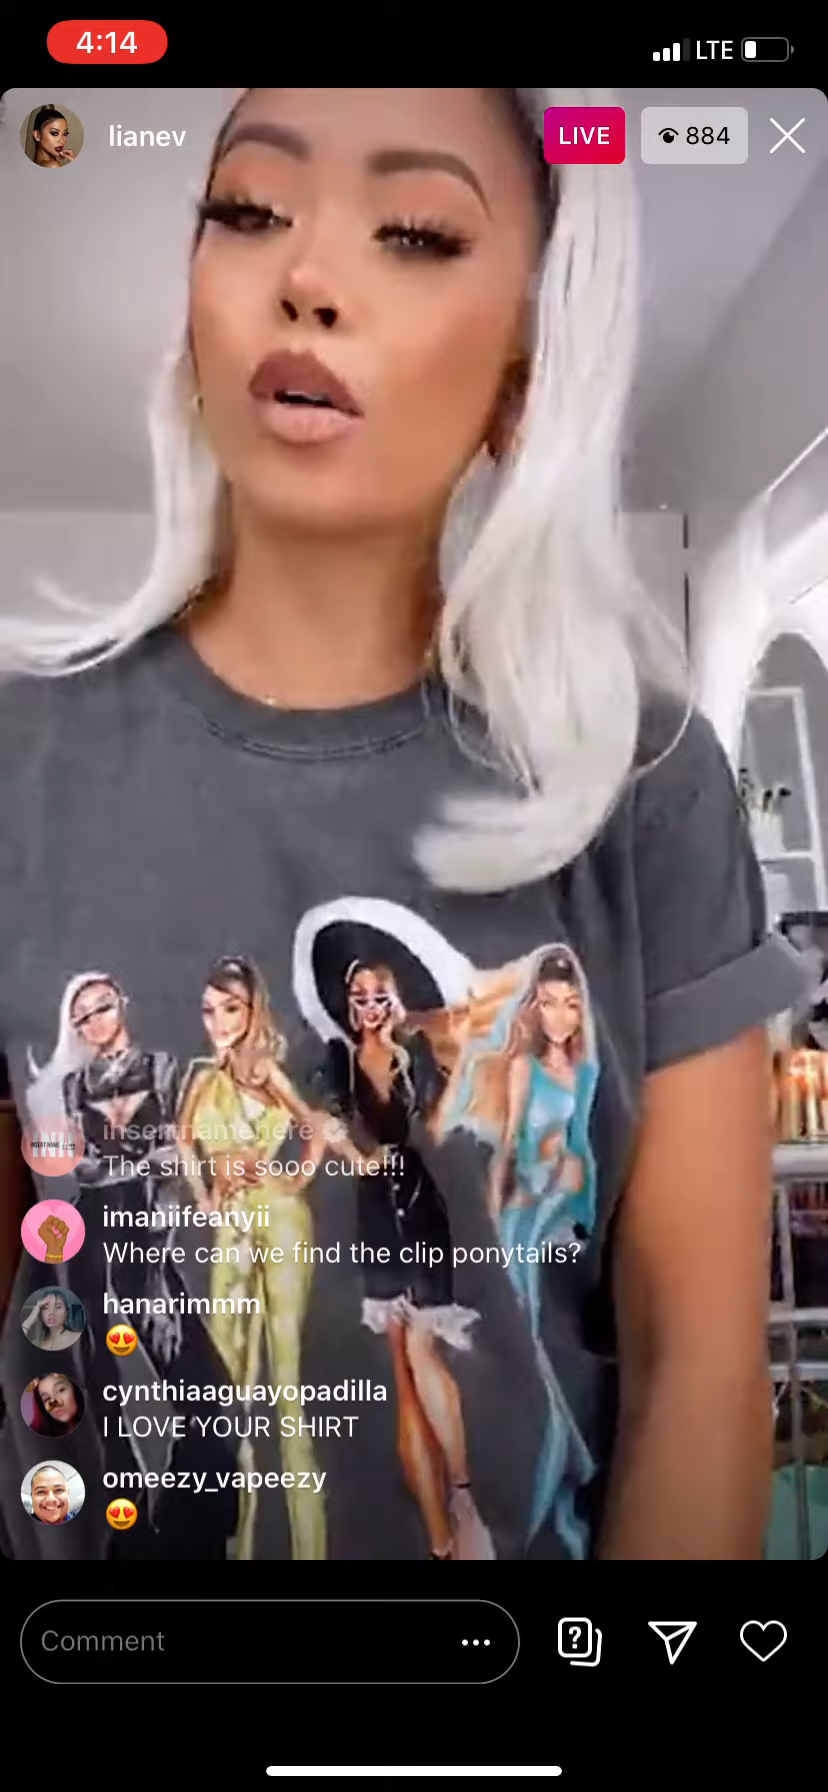 4:14
LTE
lianev
LIVE
884
insertnamehere
The shirt is sooo cute!!!
imaniifeanyii
Where can we find the clip ponytails?
hanarimmm
cynthiaaguayopadilla
I LOVE YOUR SHIRT
omeezy_vapeezy
Comment